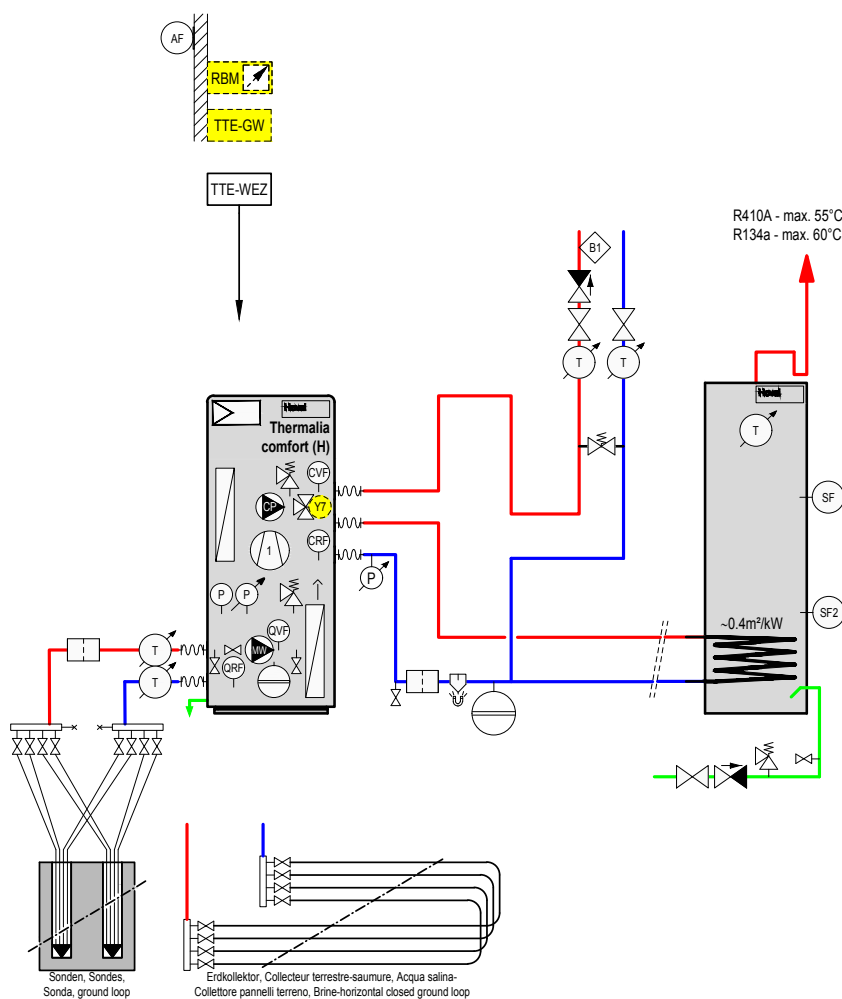 AF
RBM
TTE-GW
TTE-WEZ
R410A - max. 55°C
R134a - max. 60°C
B1
T
T
Hoval
Thermalia
comfort (H)
Hoval
T
CVF
CP
Y7
SF
1
CRF
P
P
P
SF2
~0.4m²/kW
QVF
T
MW
QRF
T
Sonden, Sondes,
Sonda, ground loop
Erdkollektor, Collecteur terrestre-saumure, Acqua salina-
Collettore pannelli terreno, Brine-horizontal closed ground loop